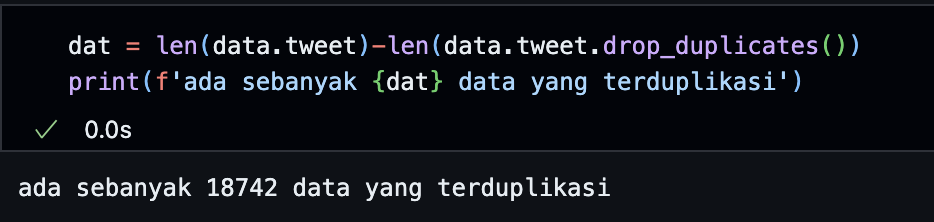 dat = len(data.tweet)-len(data.tweet.drop_duplicates())
print(f'ada sebanyak {dat} data yang terduplikasi')
✓ 0.0s
ada sebanyak 18742 data yang terduplikasi